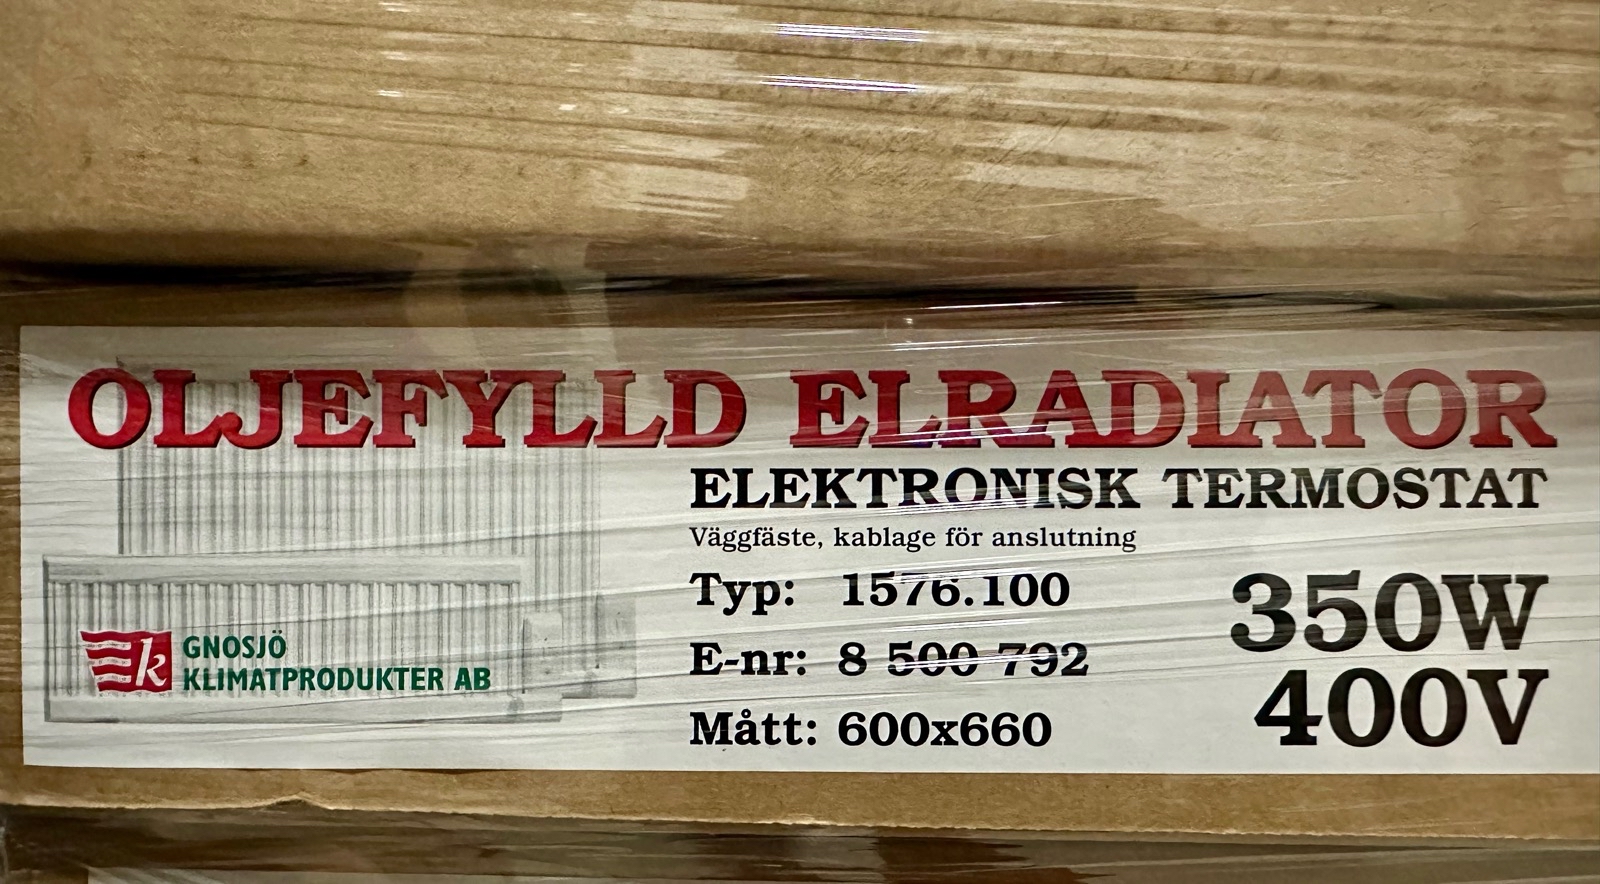 OLJEFYLLD ELRADIATOR
ELEKTRONISK TERMOSTAT
Väggfäste, kablage för anslutning
Typ: 1576.100
E-nr: 8 500 792
Mått: 600x660
350W
400V
k
GNOSJÖ
KLIMATPRODUKTER AB